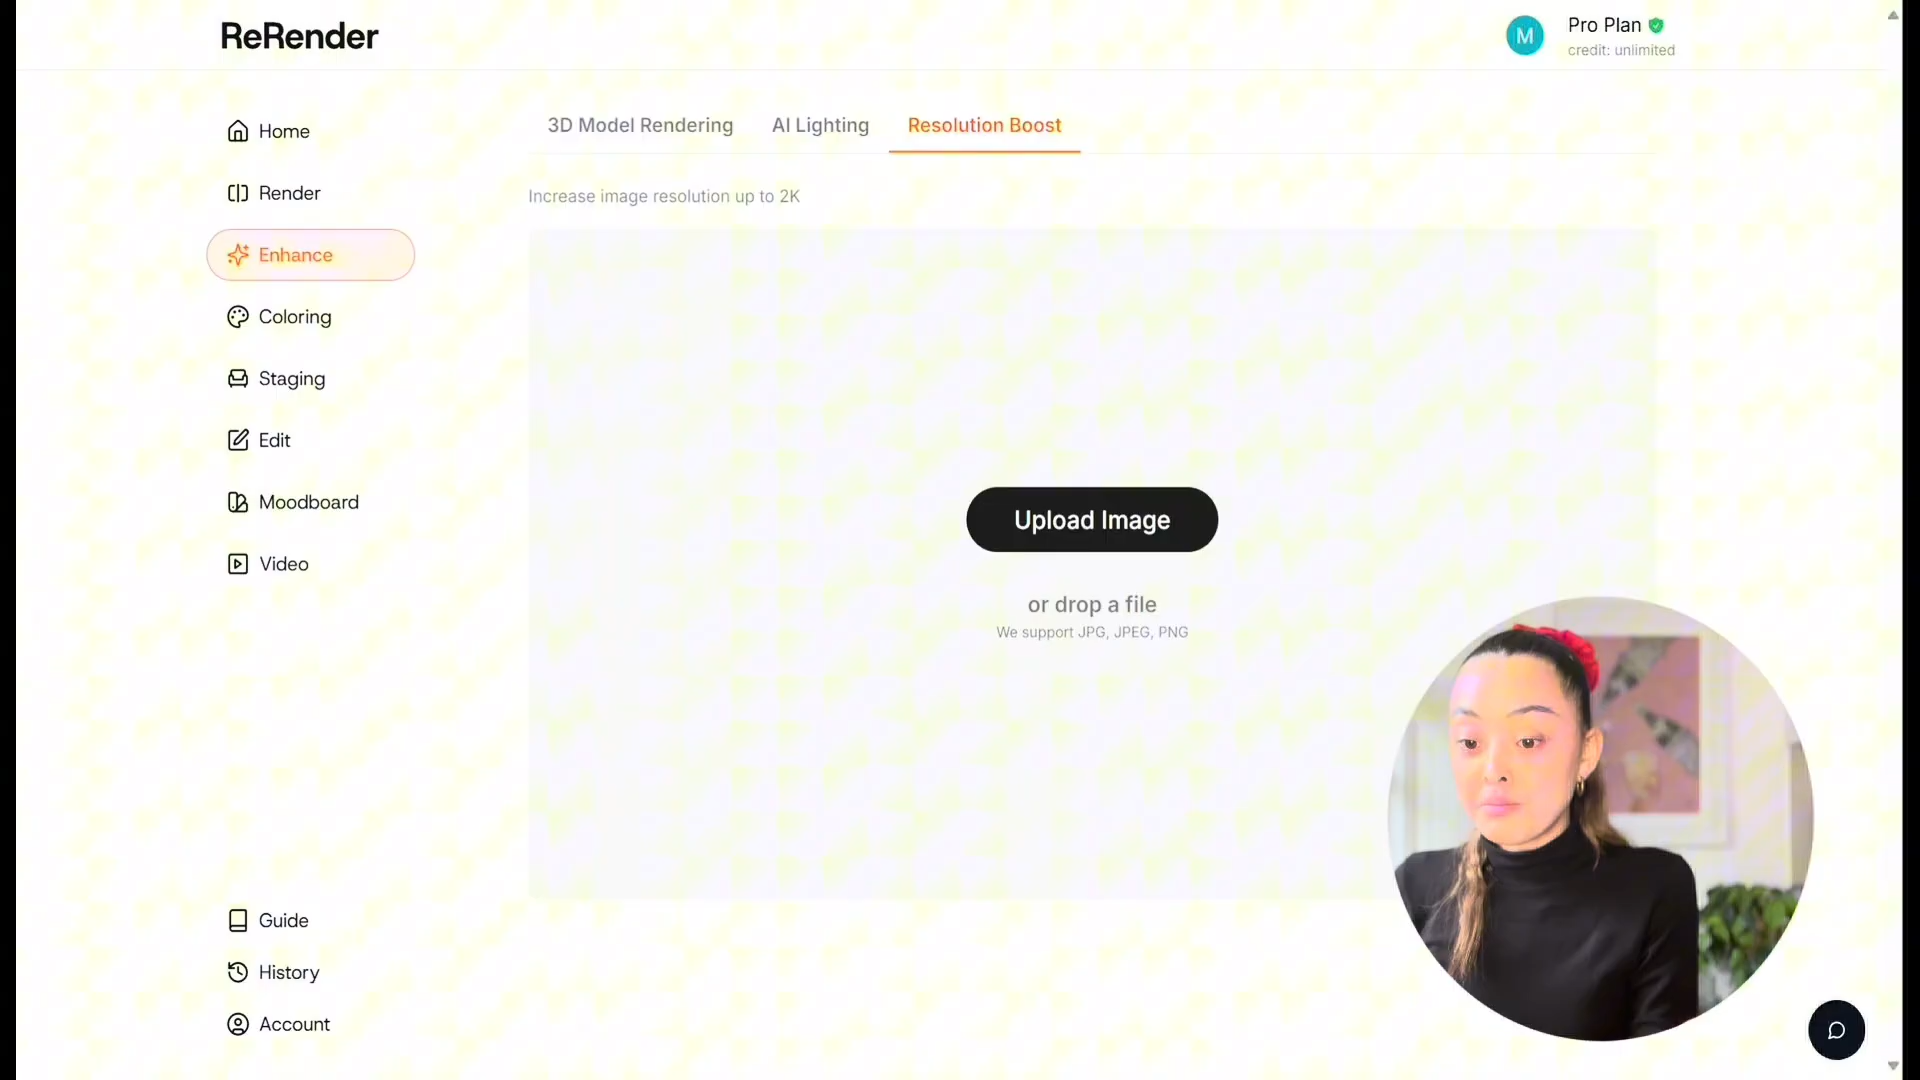 ReRender
M
Pro Plan
credit: unlimited
Home
Render
Enhance
Coloring
Staging
Edit
Moodboard
Video
Guide
History
Account
3D Model Rendering
AI Lighting
Resolution Boost
Increase image resolution up to 2K
Upload Image
or drop a file
We support JPG, JPEG, PNG